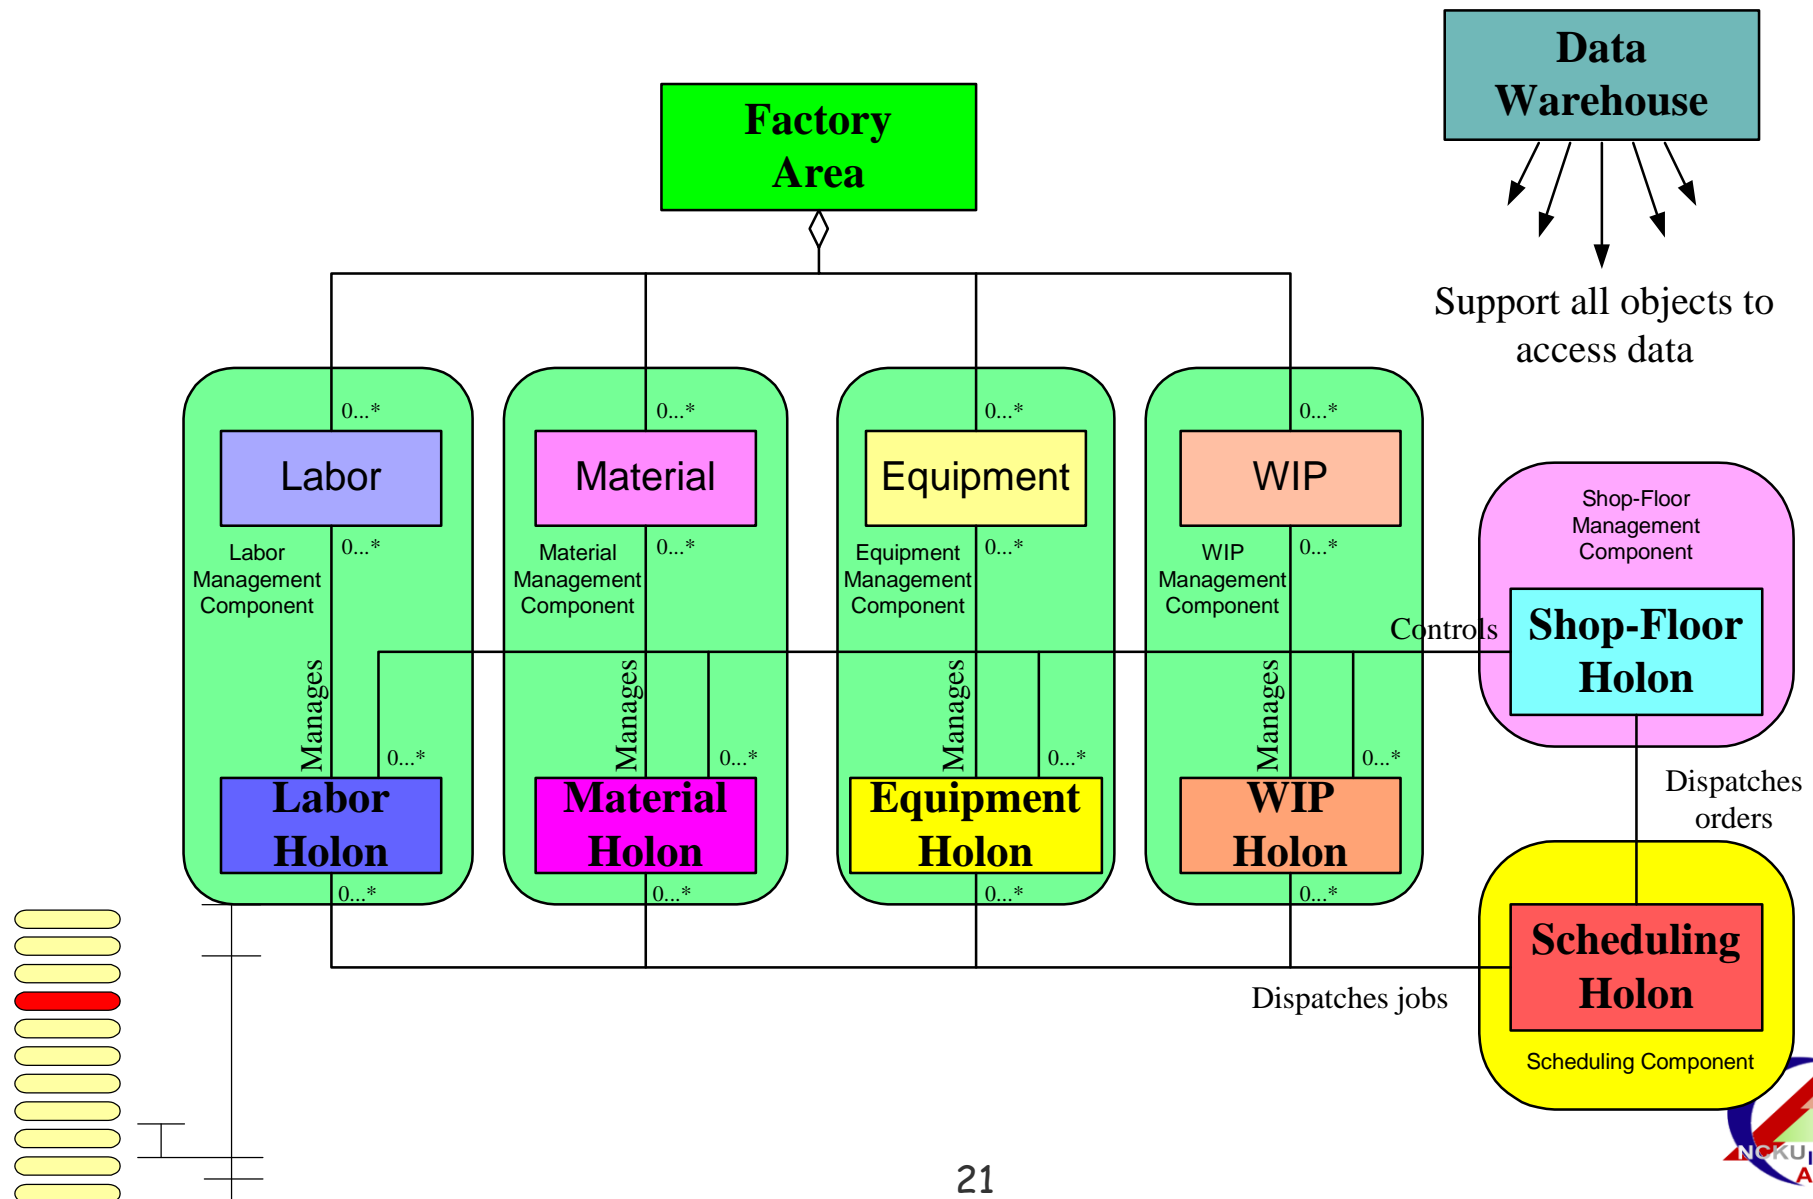 Data
Warehouse
Factory
Area
Support all objects to
access data
0...*
0...*
0...*
0...*
Labor
Material
Equipment
WIP
0...*
0...*
0...*
0...*
Labor
Management
Component
Material
Management
Component
Equipment
Management
Component
WIP
Management
Component
Shop-Floor
Management
Component
Controls
Shop-Floor
Holon
Manages
Manages
Manages
Manages
0...*
0...*
0...*
0...*
Labor
Holon
Material
Holon
Equipment
Holon
WIP
Holon
Dispatches
orders
0...*
0...*
0...*
0...*
Scheduling
Holon
Dispatches jobs
Scheduling Component
NCKU
21